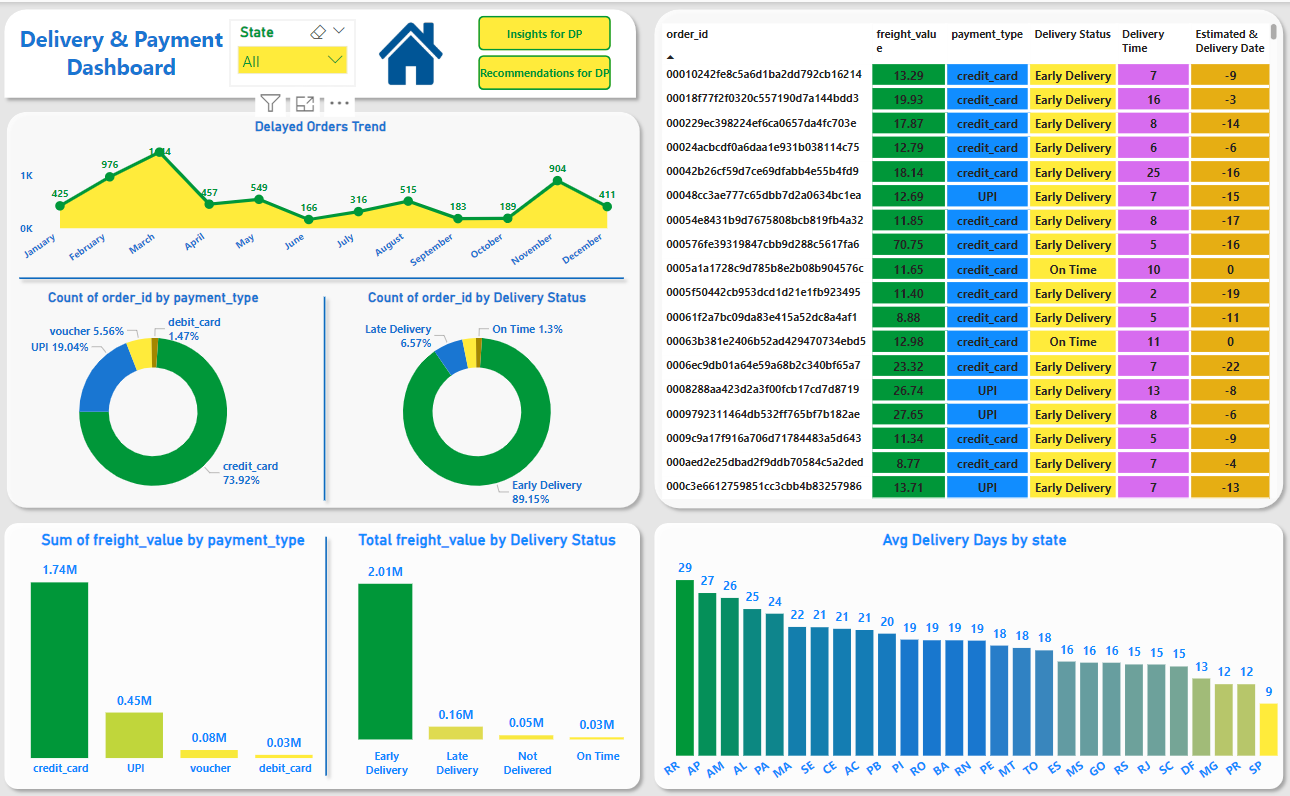 Delivery & Payment
Dashboard
State
All
Insights for DP
Recommendations for DP
Delayed Orders Trend
1K
0K
425
976
457
549
166
316
515
183
189
904
411
January
February
March
April
May
June
July
August
September
October
November
December
Count of order_id by payment_type
voucher 5.56%
debit_card
1.47%
UPI 19.04%
credit_card
73.92%
Count of order_id by Delivery Status
Late Delivery
6.57%
On Time 1.3%
Early Delivery
89.15%
order_id freight_valu payment_type Delivery Status Delivery Estimated &
e Time Delivery Date
00010242fe8c5a6d1ba2dd792cb16214 13.29 credit_card Early Delivery 7 -9
00018f77f2f0320c557190d7a144bdd3 19.93 credit_card Early Delivery 16 -3
000229ec398224ef6ca0657da4fc703e 17.87 credit_card Early Delivery 8 -14
00024acbcdf0a6daa1e931b038114c75 12.79 credit_card Early Delivery 6 -6
00042b26cf59d7ce69dfabb4e55b4fd9 18.14 credit_card Early Delivery 25 -16
00048cc3ae777c65dbb7d2a0634bc1ea 12.69 UPI Early Delivery 7 -15
00054e8431b9d7675808bcb819fb4a32 11.85 credit_card Early Delivery 8 -17
000576fe39319847cbb9d288c5617fa6 70.75 credit_card Early Delivery 5 -16
0005a1a1728c9d785b8e2b08b904576c 11.65 credit_card On Time 10 0
0005f50442cb953dcd1d21e1fb923495 11.40 credit_card Early Delivery 2 -19
00061f2a7bc09da83e415a52dc8a4af1 8.88 credit_card Early Delivery 5 -11
00063b381e2406b52ad429470734ebd5 12.98 credit_card On Time 11 0
0006ec9db01a64e59a68b2c340bf65a7 23.32 credit_card Early Delivery 7 -22
0008288aa423d2a3f00fcb17cd7d8719 26.74 UPI Early Delivery 13 -8
0009792311464db532ff765bf7b182ae 27.65 UPI Early Delivery 8 -6
0009c9a17f916a706d71784483a5d643 11.34 credit_card Early Delivery 5 -9
000aed2e25dbad2f9ddb70584c5a2ded 8.77 credit_card Early Delivery 7 -4
000c3e6612759851cc3cbb4b83257986 13.71 UPI Early Delivery 7 -13
Sum of freight_value by payment_type
1.74M
0.45M
0.08M
0.03M
credit_card
UPI
voucher
debit_card
Total freight_value by Delivery Status
2.01M
0.16M
0.05M
0.03M
Early
Delivery
Late
Delivery
Not
Delivered
On Time
Avg Delivery Days by state
29 27 26 25 24 22 21 21 21 20 19 19 19 19 18 18 18 16 16 16 15 15 15 13 12 12 9
RR AP AM AL PA MA SE CE AC PB PI RO BA RN PE MT TO ES MS GO RS RJ SC DF MG PR SP